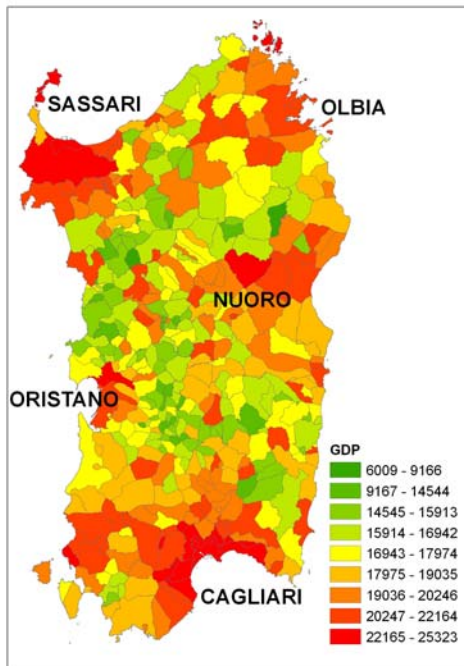 SASSARI
OLBIA
NUORO
ORISTANO
CAGLIARI
GDP
6009 - 9166
9167 - 14544
14545 - 15913
15914 - 16942
16943 - 17974
17975 - 19035
19036 - 20246
20247 - 22164
22165 - 25323